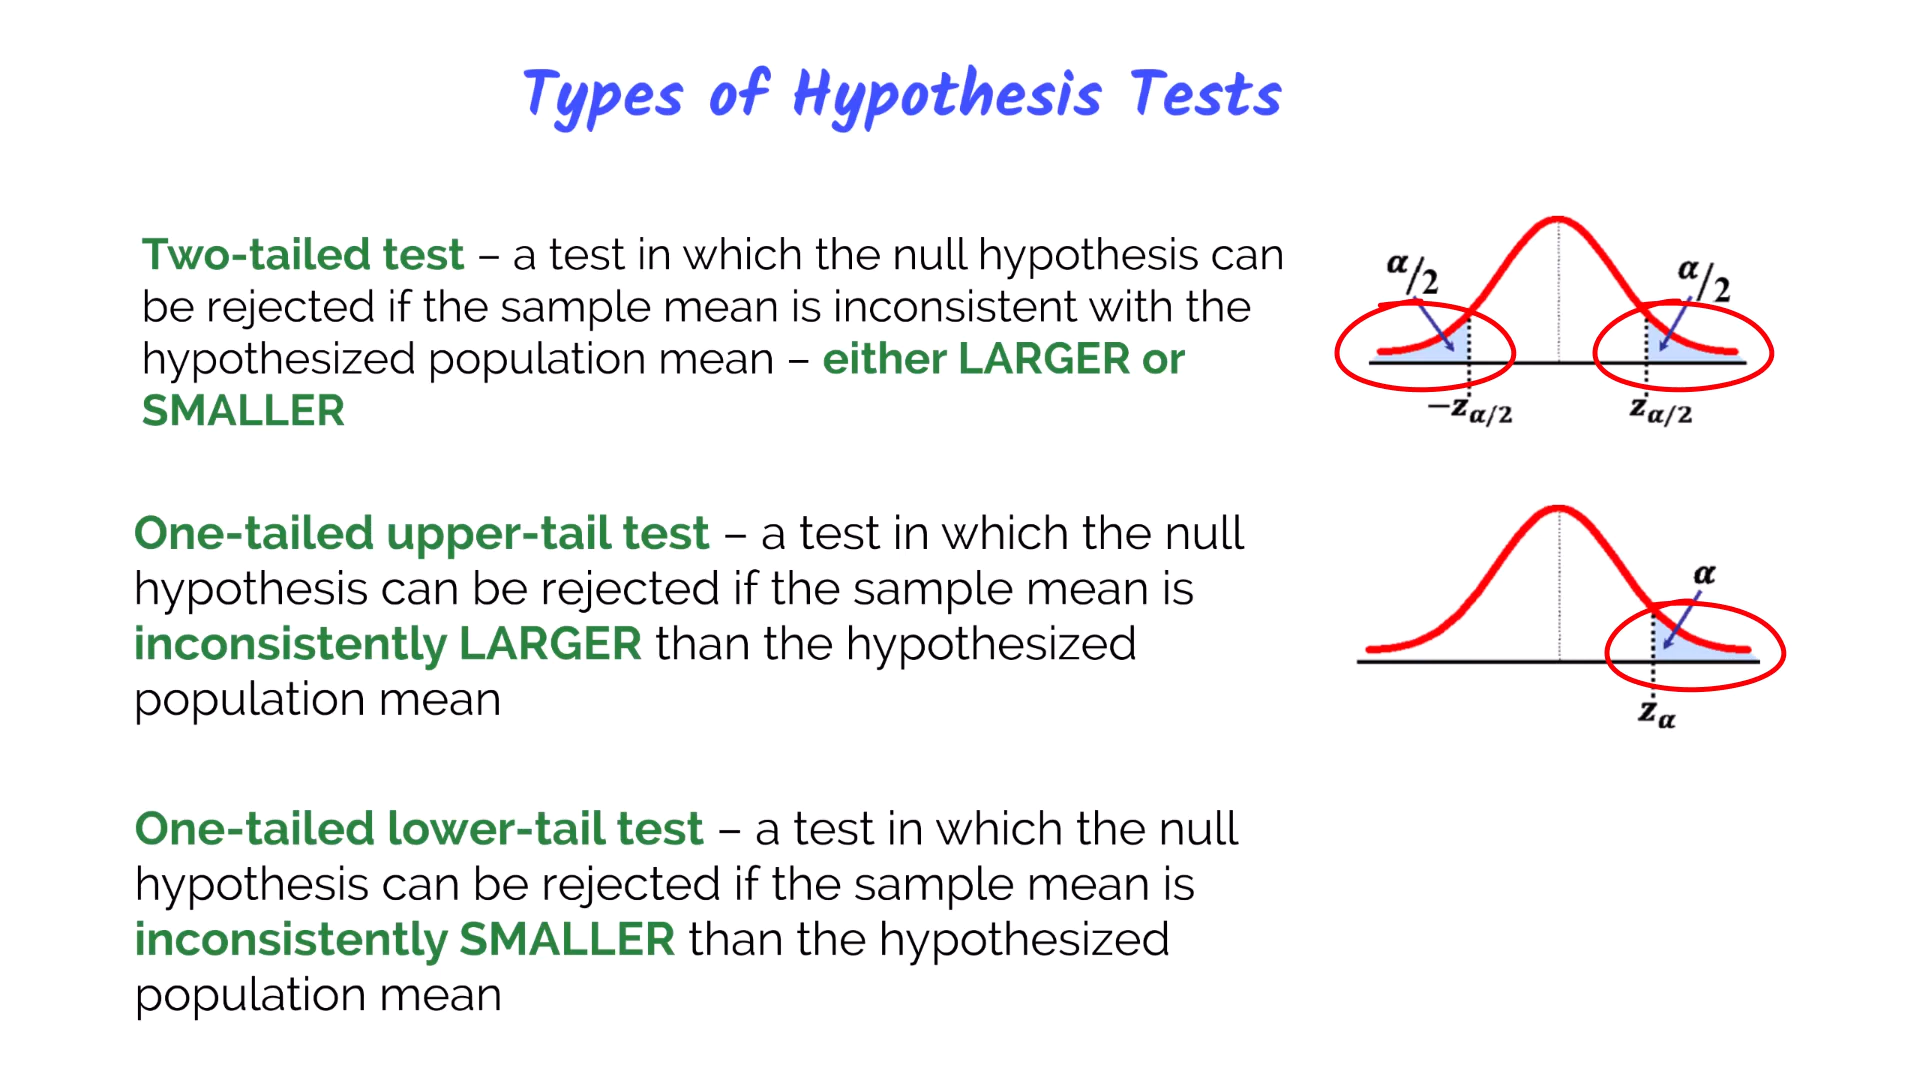 Types of Hypothesis Tests
Two-tailed test – a test in which the null hypothesis can
be rejected if the sample mean is inconsistent with the
hypothesized population mean – either LARGER or
SMALLER
α/2
α/2
−zα/2
zα/2
One-tailed upper-tail test – a test in which the null
hypothesis can be rejected if the sample mean is
inconsistently LARGER than the hypothesized
population mean
α
zα
One-tailed lower-tail test – a test in which the null
hypothesis can be rejected if the sample mean is
inconsistently SMALLER than the hypothesized
population mean